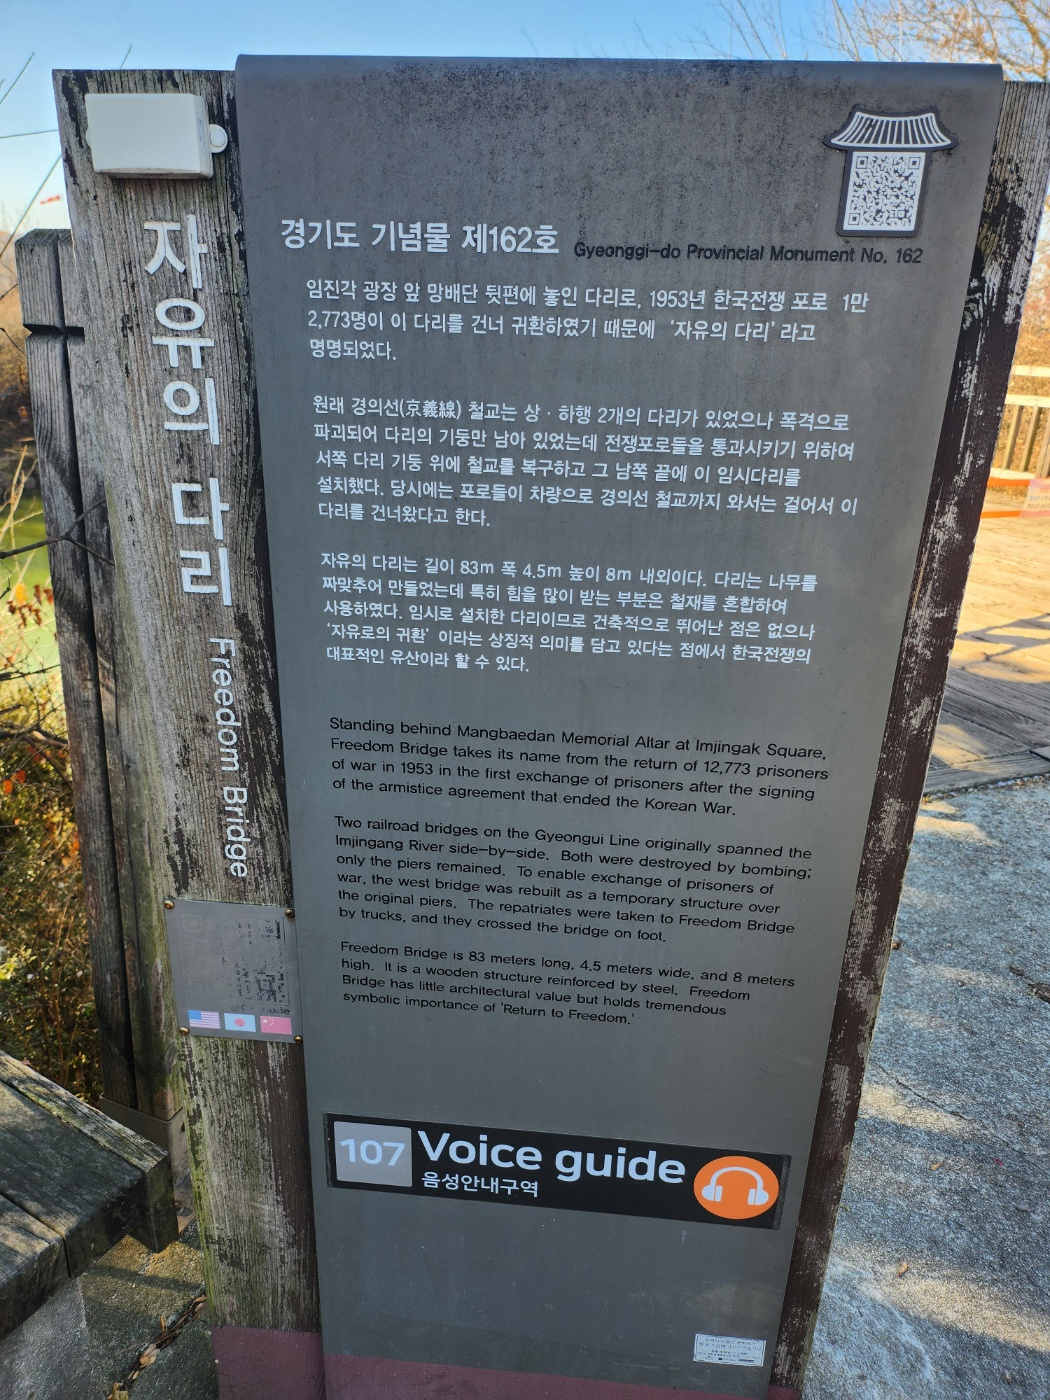 자유의 다리
Freedom Bridge
경기도 기념물 제162호 Gyeonggi-do Provincial Monument No. 162
임진각 광장 앞 망배단 뒷편에 놓인 다리로, 1953년 한국전쟁 포로 1만
2,773명이 이 다리를 건너 귀환하였기 때문에 '자유의 다리' 라고
명명되었다.
원래 경의선(京義線) 철교는 상 · 하행 2개의 다리가 있었으나 폭격으로
파괴되어 다리의 기둥만 남아 있었는데 전쟁포로들을 통과시키기 위하여
서쪽 다리 기둥 위에 철교를 복구하고 그 남쪽 끝에 이 임시다리를
설치했다. 당시에는 포로들이 차량으로 경의선 철교까지 와서는 걸어서 이
다리를 건너왔다고 한다.
자유의 다리는 길이 83m 폭 4.5m 높이 8m 내외이다. 다리는 나무를
짜맞추어 만들었는데 특히 힘을 많이 받는 부분은 철재를 혼합하여
사용하였다. 임시로 설치한 다리이므로 건축적으로 뛰어난 점은 없으나
'자유로의 귀환' 이라는 상징적 의미를 담고 있다는 점에서 한국전쟁의
대표적인 유산이라 할 수 있다.
Standing behind Mangbaedan Memorial Altar at Imjingak Square,
Freedom Bridge takes its name from the return of 12,773 prisoners
of war in 1953 in the first exchange of prisoners after the signing
of the armistice agreement that ended the Korean War.
Two railroad bridges on the Gyeongui Line originally spanned the
Imjingang River side-by-side. Both were destroyed by bombing;
only the piers remained. To enable exchange of prisoners of
war, the west bridge was rebuilt as a temporary structure over
the original piers. The repatriates were taken to Freedom Bridge
by trucks, and they crossed the bridge on foot.
Freedom Bridge is 83 meters long, 4.5 meters wide, and 8 meters
high. It is a wooden structure reinforced by steel. Freedom
Bridge has little architectural value but holds tremendous
symbolic importance of 'Return to Freedom.'
107 Voice guide
음성안내구역